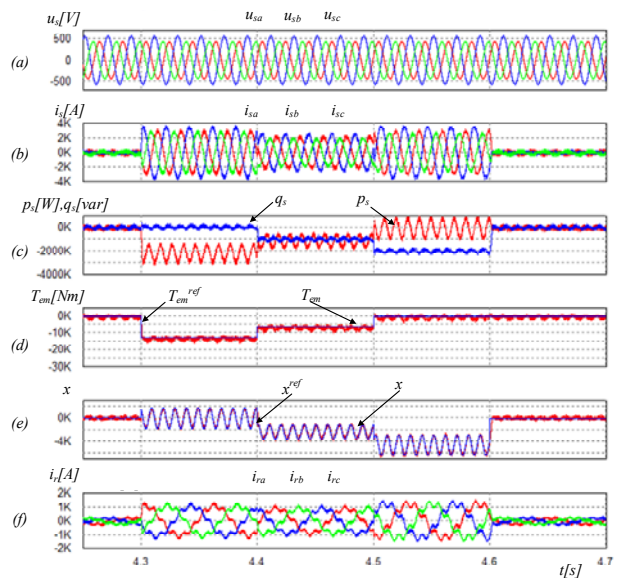 u_s[V] u_sa u_sb u_sc
500
(a) 0
-500
i_s[A] i_sa i_sb i_sc
4K
2K
(b) 0K
-2K
-4K
p_s[W],q_s[var] q_s p_s
0K
(c) -2000K
-4000K
T_em[Nm] T_em^ref T_em
0K
-10K
(d) -20K
-30K
x x^ref x
0K
(e)
-4K
i_r[A] i_ra i_rb i_rc
2K
1K
(f) 0K
-1K
-2K
4.3 4.4 4.5 4.6 4.7
t[s]